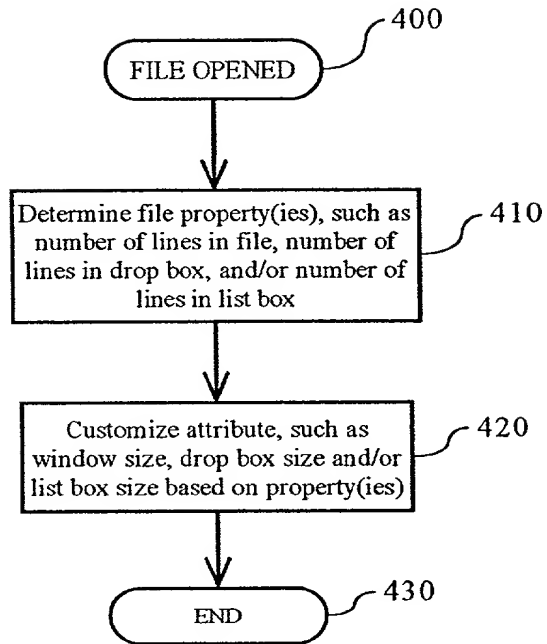 400
FILE OPENED
410
Determine file property(ies), such as
number of lines in file, number of
lines in drop box, and/or number of
lines in list box
420
Customize attribute, such as
window size, drop box size and/or
list box size based on property(ies)
430
END